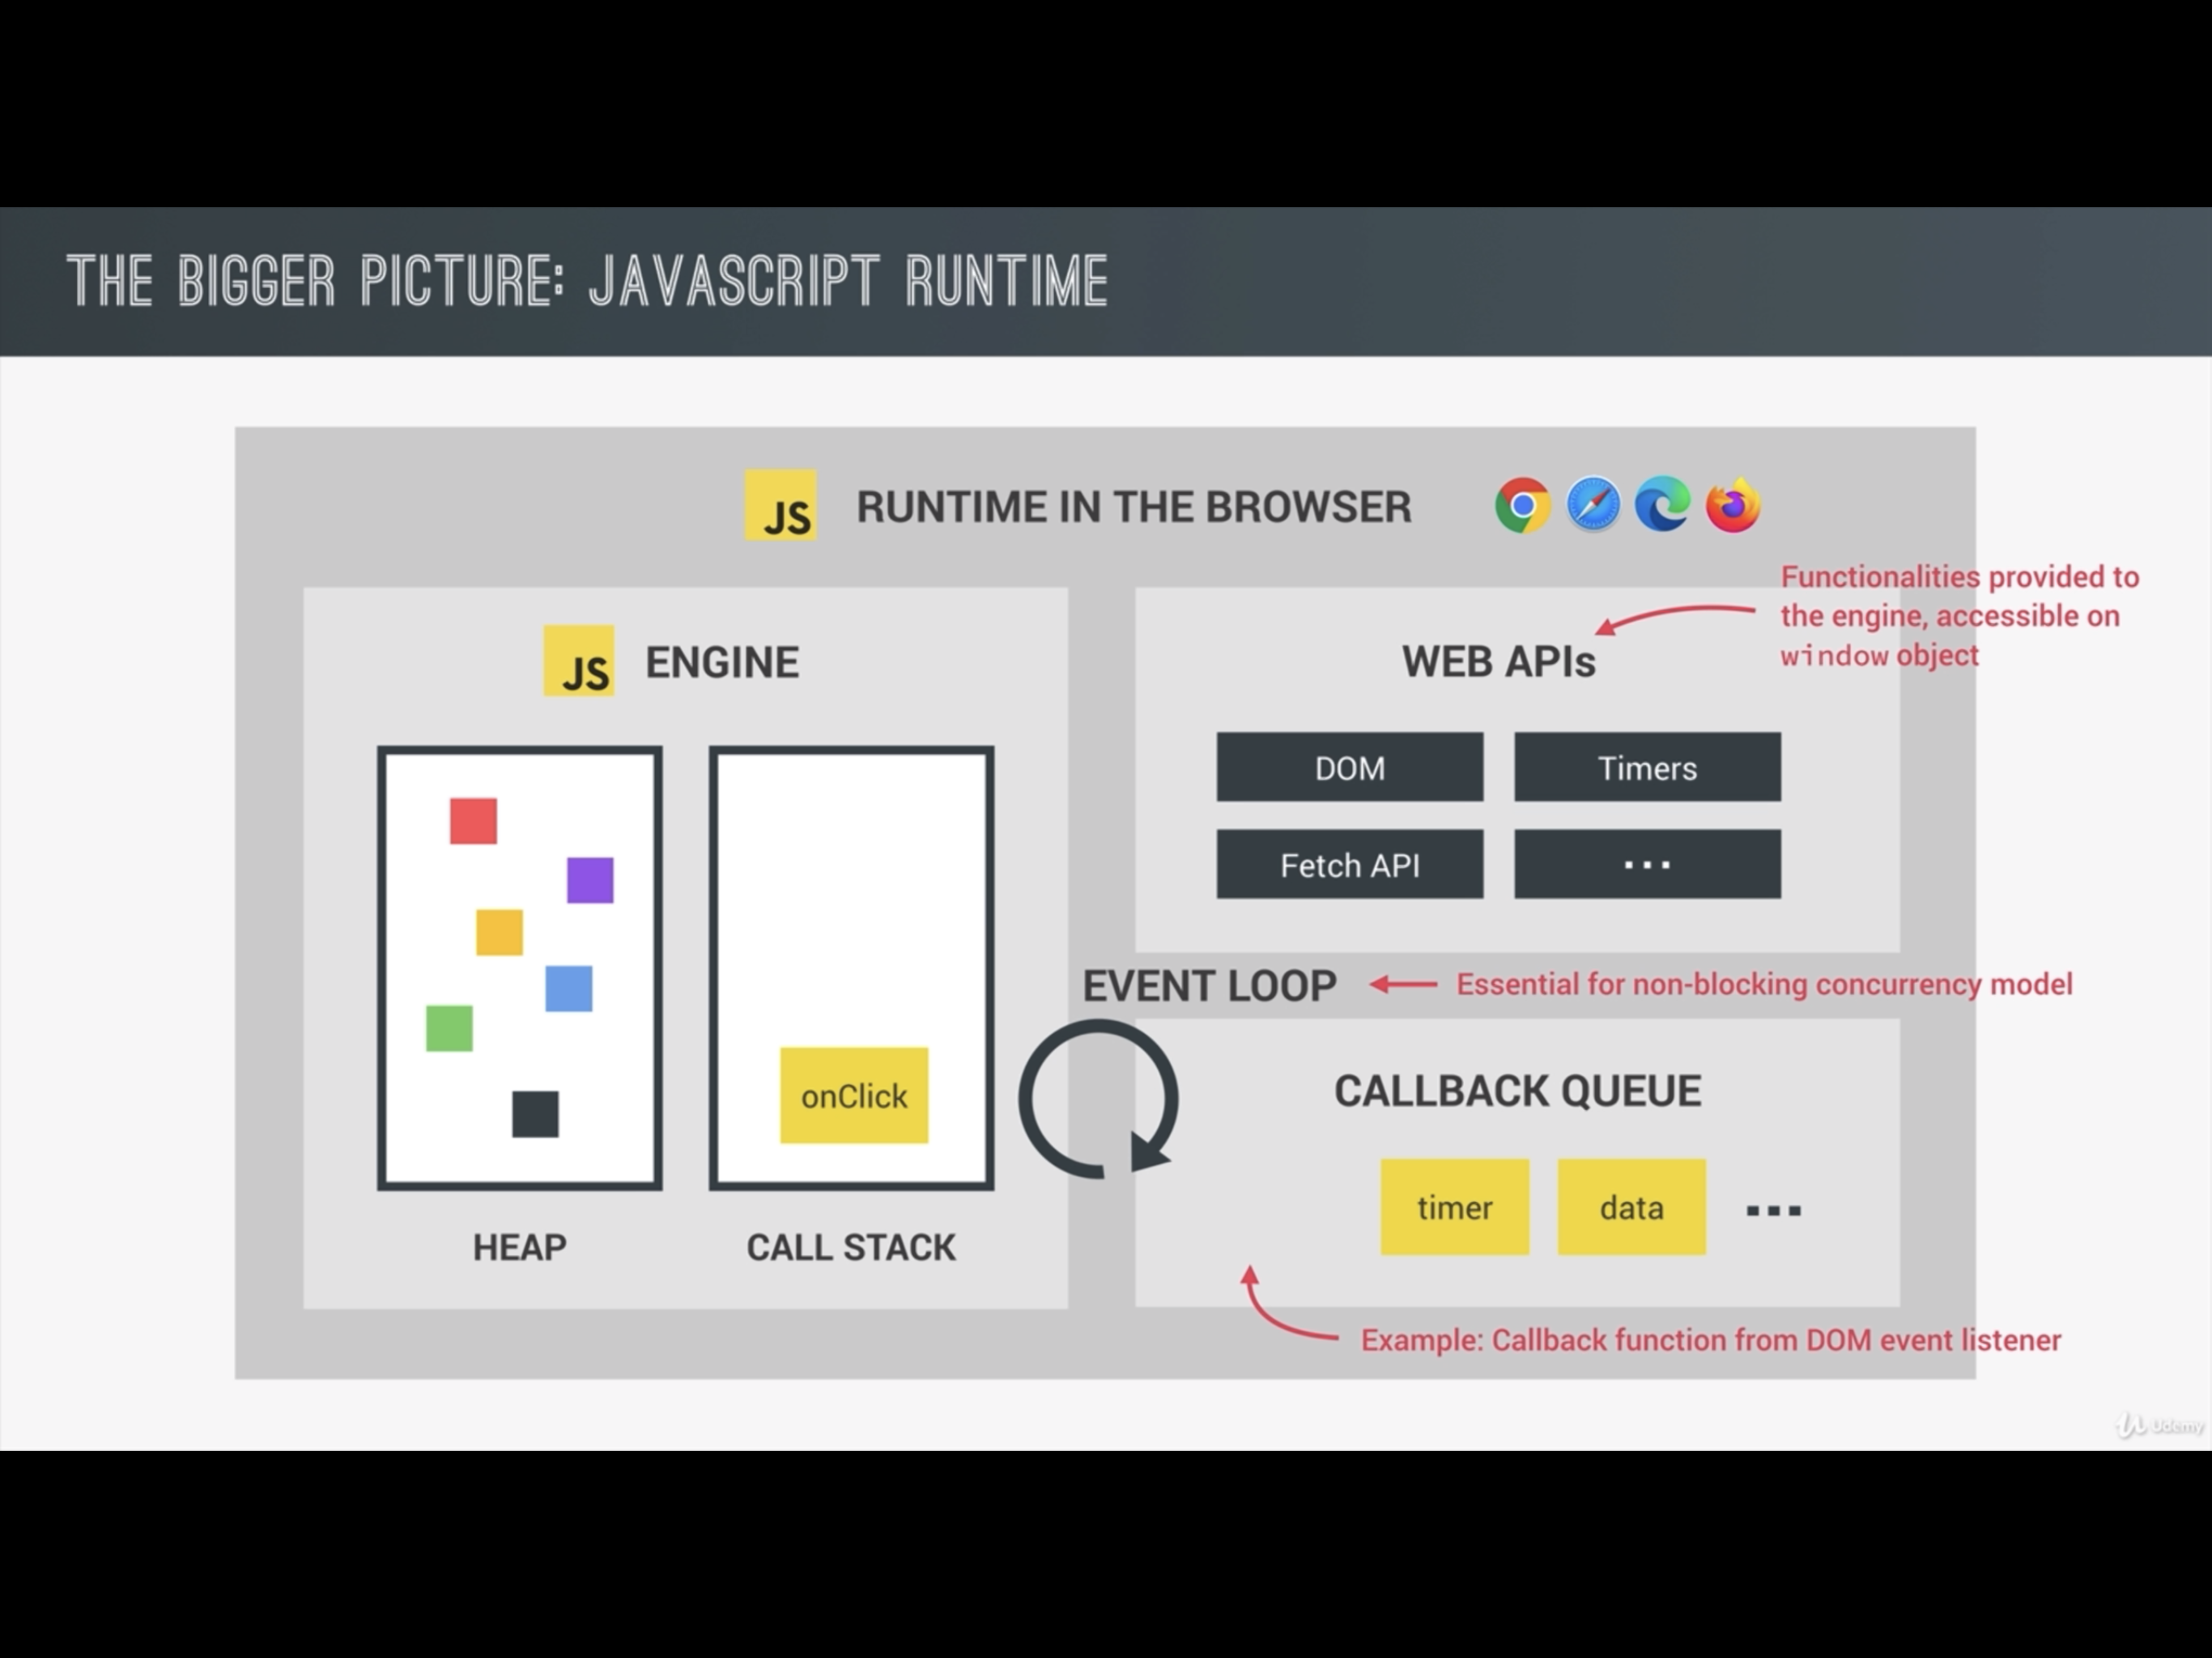 THE BIGGER PICTURE: JAVASCRIPT RUNTIME
JS RUNTIME IN THE BROWSER
Functionalities provided to
the engine, accessible on
window object
JS ENGINE
WEB APIs
DOM
Timers
Fetch API
...
EVENT LOOP
Essential for non-blocking concurrency model
onClick
CALLBACK QUEUE
timer
data
...
HEAP
CALL STACK
Example: Callback function from DOM event listener
Udemy